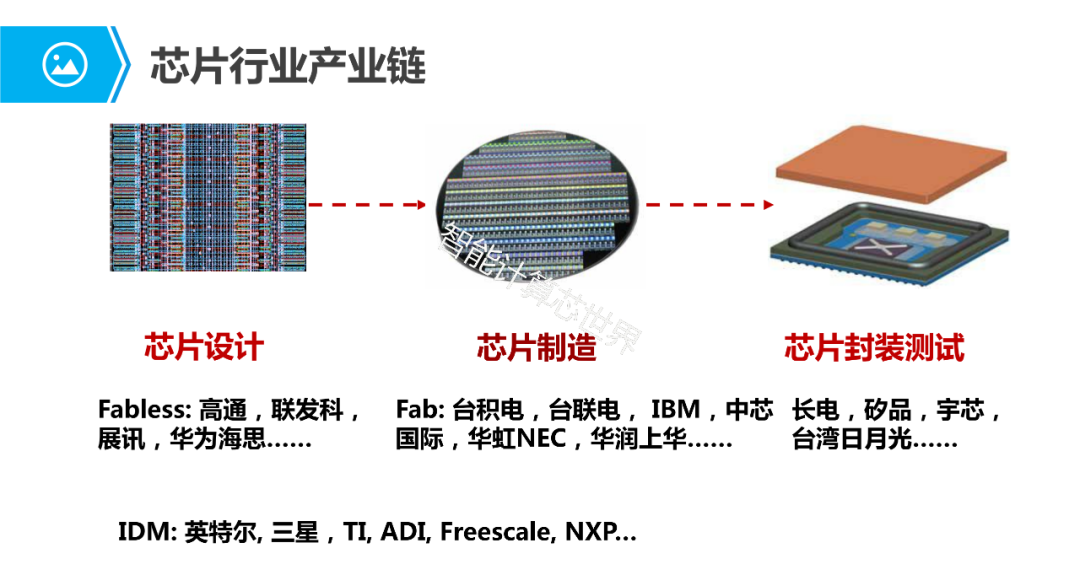 芯片行业产业链
智能计算芯世界
芯片设计
芯片制造
芯片封装测试
Fabless: 高通，联发科，
展讯，华为海思......
Fab: 台积电，台联电， IBM，中芯
国际，华虹NEC，华润上华......
长电，矽品，宇芯，
台湾日月光......
IDM: 英特尔, 三星，TI, ADI, Freescale, NXP...